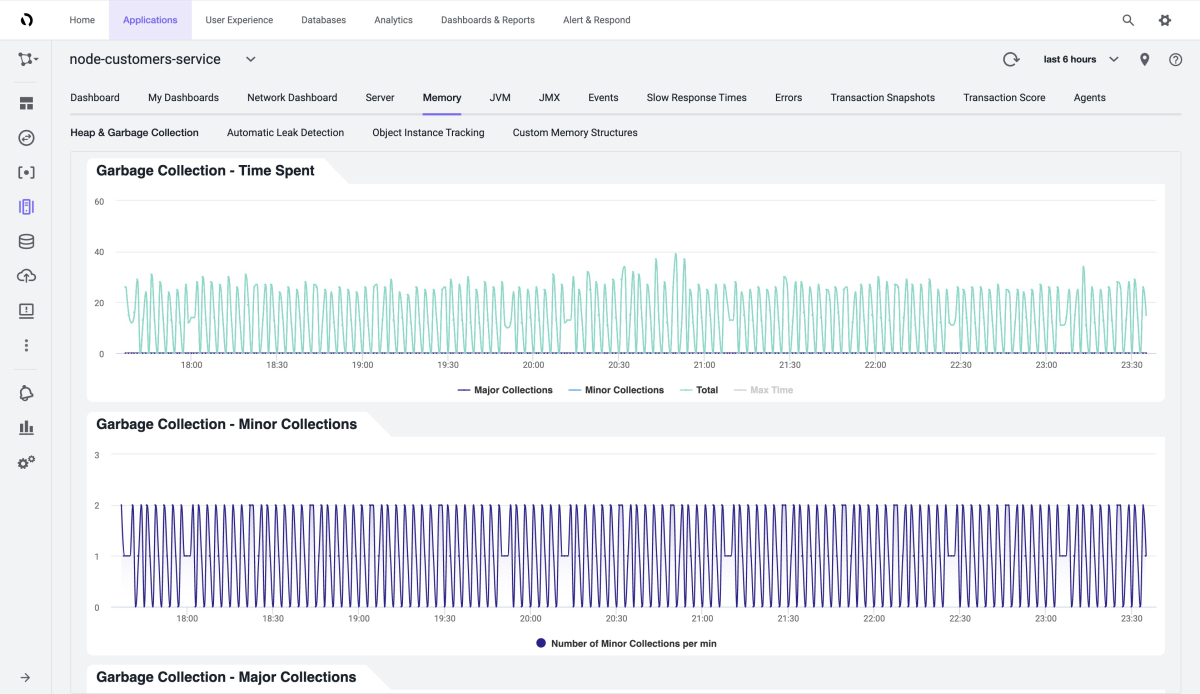 Home Applications User Experience Databases Analytics Dashboards & Reports Alert & Respond
node-customers-service last 6 hours
Dashboard My Dashboards Network Dashboard Server Memory JVM JMX Events Slow Response Times Errors Transaction Snapshots Transaction Score Agents
Heap & Garbage Collection Automatic Leak Detection Object Instance Tracking Custom Memory Structures
Garbage Collection - Time Spent
60
40
20
0
18:00 18:30 19:00 19:30 20:00 20:30 21:00 21:30 22:00 22:30 23:00 23:30
Major Collections Minor Collections Total Max Time
Garbage Collection - Minor Collections
3
2
1
0
18:00 18:30 19:00 19:30 20:00 20:30 21:00 21:30 22:00 22:30 23:00 23:30
Number of Minor Collections per min
Garbage Collection - Major Collections